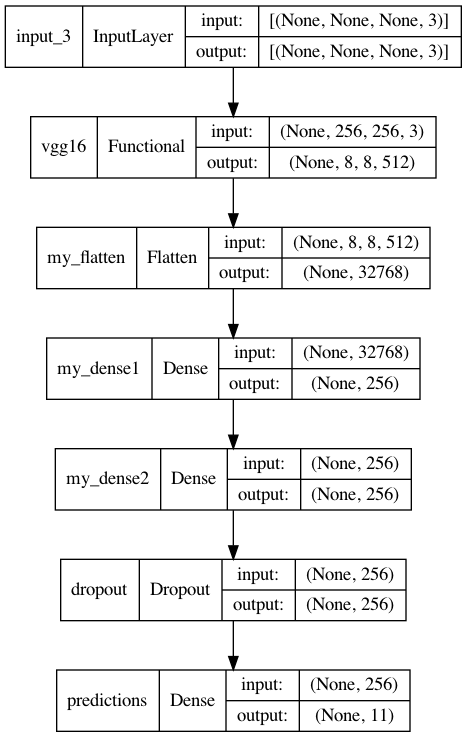 input_3 InputLayer input: [(None, None, None, 3)]
output: [(None, None, None, 3)]
vgg16 Functional input: (None, 256, 256, 3)
output: (None, 8, 8, 512)
my_flatten Flatten input: (None, 8, 8, 512)
output: (None, 32768)
my_dense1 Dense input: (None, 32768)
output: (None, 256)
my_dense2 Dense input: (None, 256)
output: (None, 256)
dropout Dropout input: (None, 256)
output: (None, 256)
predictions Dense input: (None, 256)
output: (None, 11)